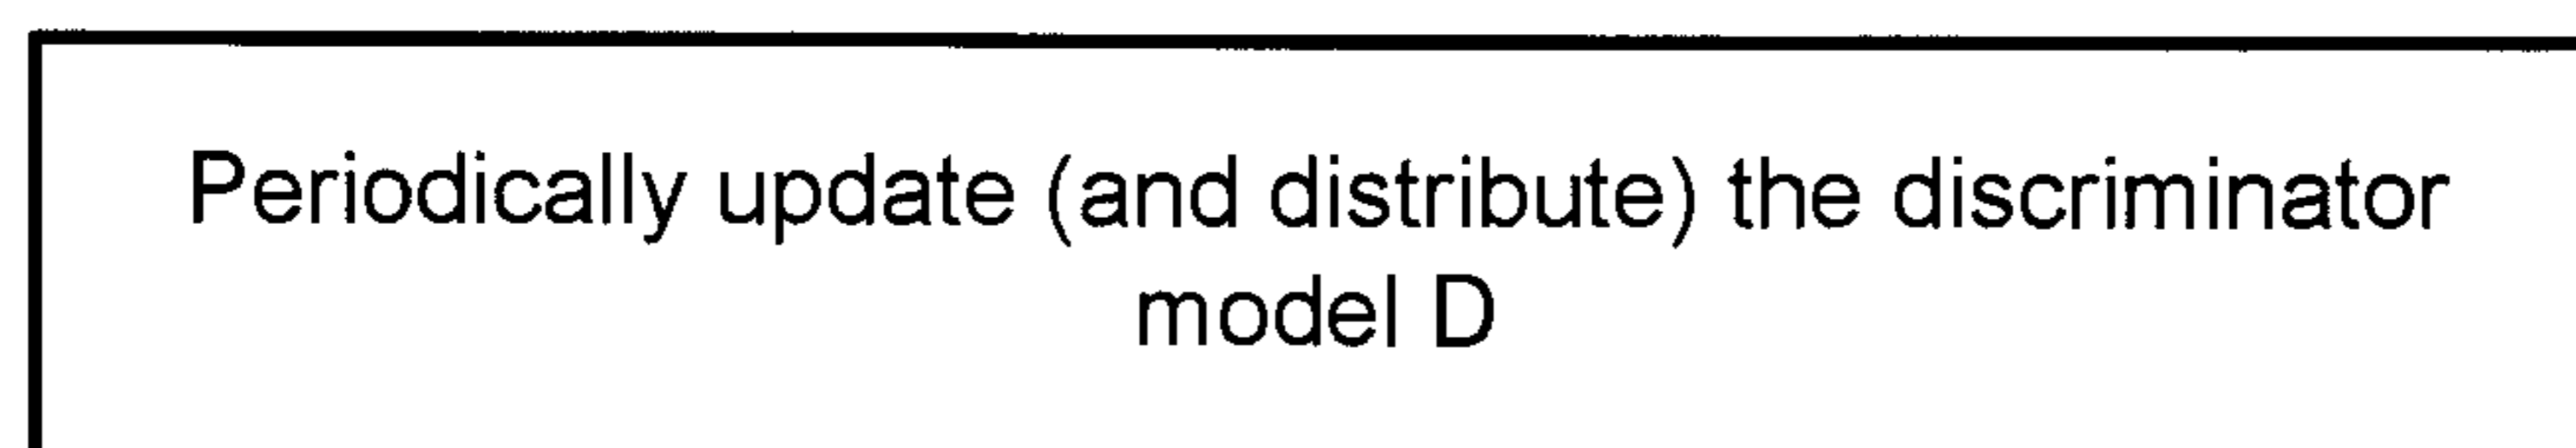 Periodically update (and distribute) the discriminator
model D